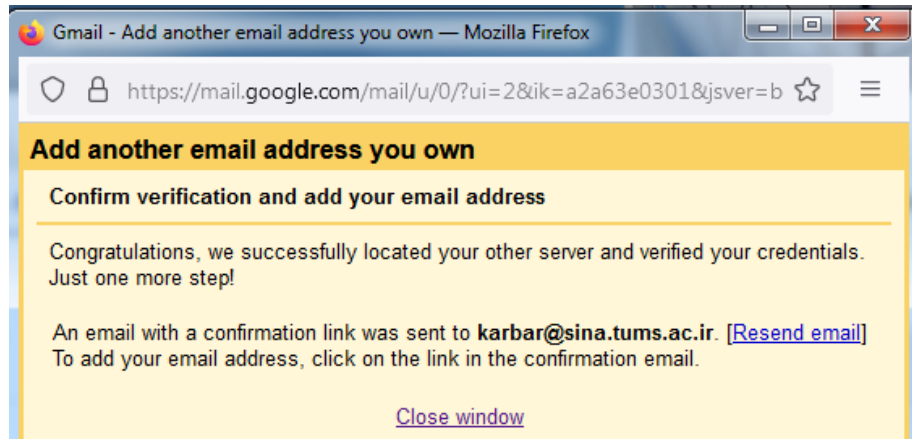 Gmail - Add another email address you own — Mozilla Firefox
https://mail.google.com/mail/u/0/?ui=2&ik=a2a63e0301&jsver=b
Add another email address you own
Confirm verification and add your email address
Congratulations, we successfully located your other server and verified your credentials.
Just one more step!
An email with a confirmation link was sent to karbar@sina.tums.ac.ir. [Resend email]
To add your email address, click on the link in the confirmation email.
Close window